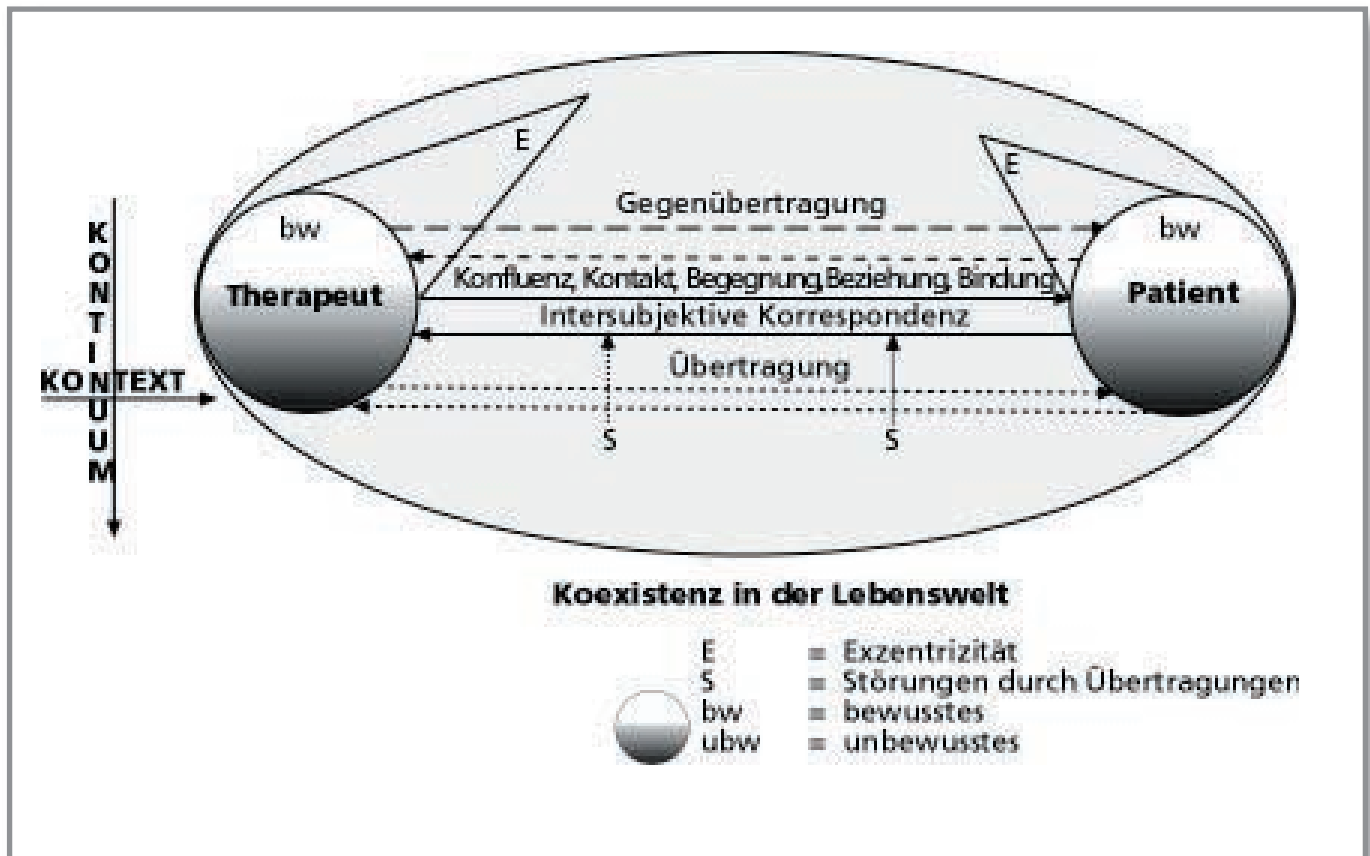 E
E
Gegenübertragung
bw
bw
Konfluenz, Kontakt, Begegnung, Beziehung, Bindung
Therapeut
Patient
Intersubjektive Korrespondenz
Übertragung
KONTINUUM
KONTEXT
S
S
Koexistenz in der Lebenswelt
E = Exzentrizität
S = Störungen durch Übertragungen
bw = bewusstes
ubw = unbewusstes